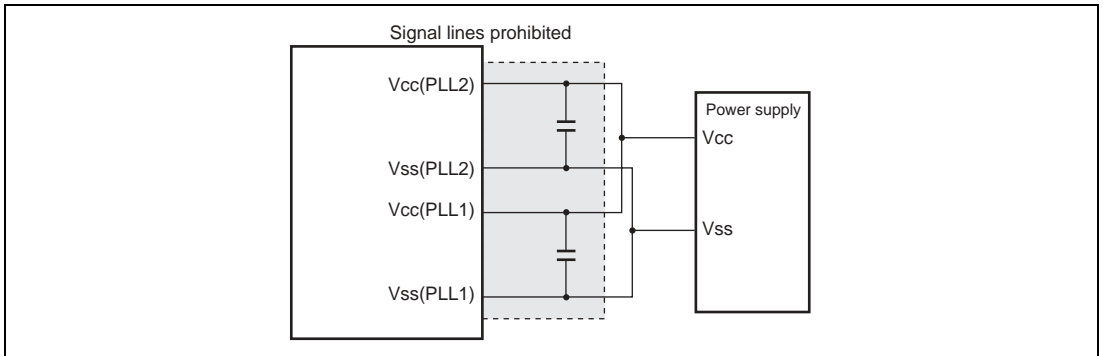 Signal lines prohibited
Vcc(PLL2)
Vss(PLL2)
Vcc(PLL1)
Vss(PLL1)
Power supply
Vcc
Vss